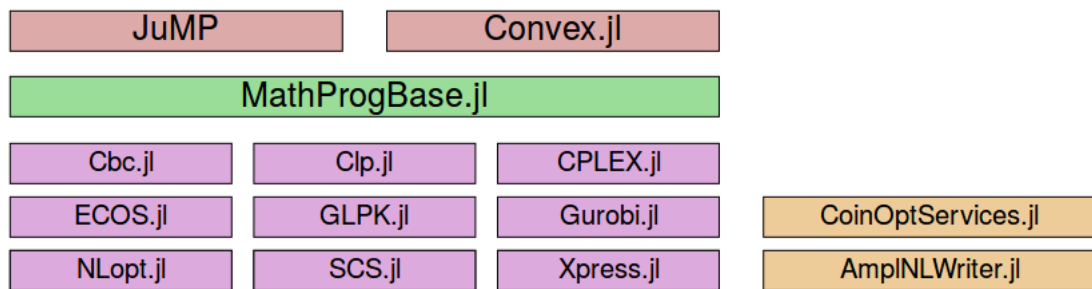 JuMP Convex.jl
MathProgBase.jl
Cbc.jl Clp.jl CPLEX.jl
ECOS.jl GLPK.jl Gurobi.jl CoinOptServices.jl
NLopt.jl SCS.jl Xpress.jl AmplNLWriter.jl